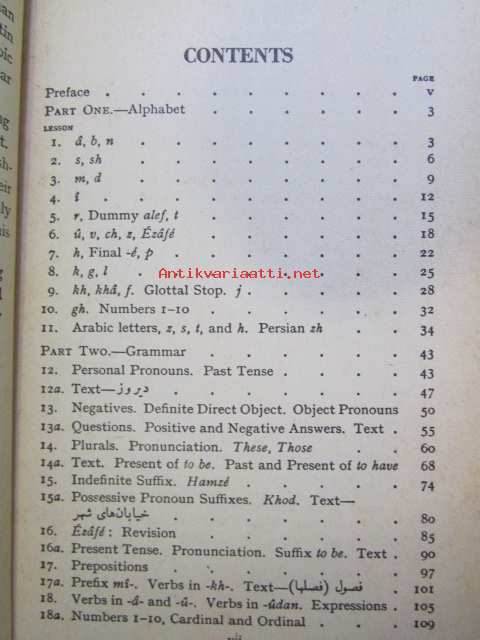 CONTENTS
PAGE
Preface . . . . . . . . v
PART ONE.—Alphabet . . . . . . 3
LESSON
1. â, b, n . . . . . . . 3
2. s, sh . . . . . . . 6
3. m, d . . . . . . . 9
4. î . . . . . . . . 12
5. r, Dummy alef, t . . . . . 15
6. û, v, ch, z, Ézâfé . . . . . 18
7. h, Final -é, p . . . . . . 22
8. k, g, l . . . . . . . 25
Antikvariaatti.net
9. kh, khâ, f. Glottal Stop. j . . . . 28
10. gh. Numbers 1–10 . . . . . 32
11. Arabic letters, z, s, t, and h. Persian zh . . 34
PART TWO.—Grammar . . . . . . 43
12. Personal Pronouns. Past Tense . . . . 43
12a. Text—دیروز . . . . . . 47
13. Negatives. Definite Direct Object. Object Pronouns 50
13a. Questions. Positive and Negative Answers. Text . 55
14. Plurals. Pronunciation. These, Those . . 60
14a. Text. Present of to be. Past and Present of to have 68
15. Indefinite Suffix. Hamzé . . . . 74
15a. Possessive Pronoun Suffixes. Khod. Text—
خیابان‌های شهر . . . . . . 80
16. Ézâfé: Revision . . . . . . 85
16a. Present Tense. Pronunciation. Suffix to be. Text . 90
17. Prepositions . . . . . . 97
17a. Prefix mî-. Verbs in -kh-. Text—فصول (فصلها) . 101
18. Verbs in -â- and -û-. Verbs in -ûdan. Expressions . 105
18a. Numbers 1–10, Cardinal and Ordinal . . . 109
vii